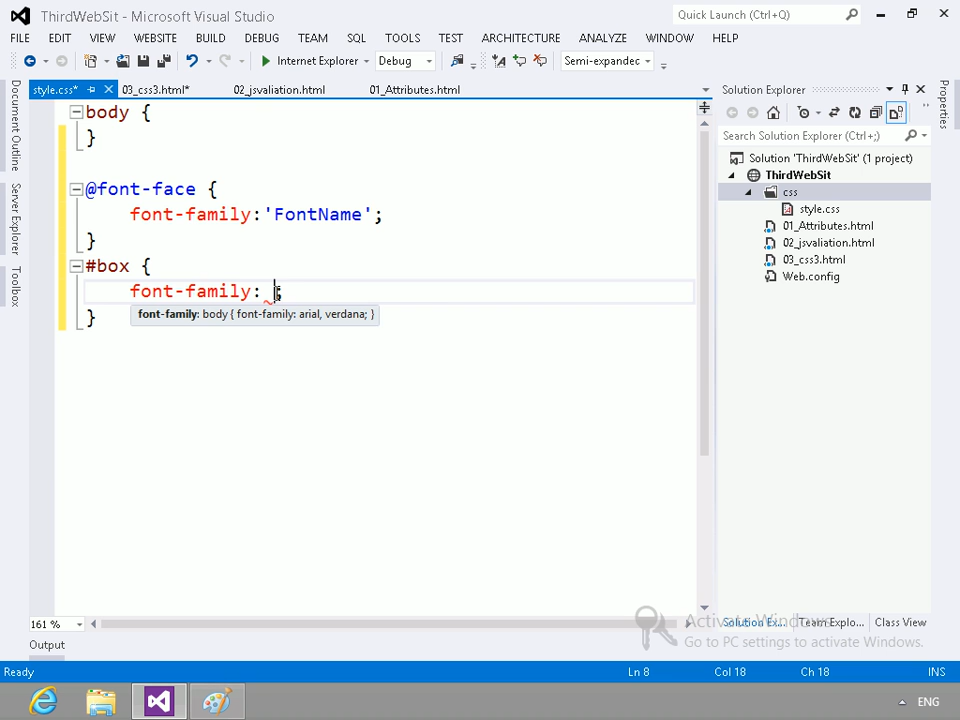 ThirdWebSit - Microsoft Visual Studio
Quick Launch (Ctrl+Q)
FILE EDIT VIEW WEBSITE BUILD DEBUG TEAM SQL TOOLS TEST ARCHITECTURE ANALYZE WINDOW HELP
Internet Explorer Debug Semi-expandec
style.css* 03_css3.html* 02_jsvaliation.html 01_Attributes.html
Document Outline
Server Explorer
Toolbox
body {
}
@font-face {
font-family:'FontName';
}
#box {
font-family: ;
font-family: body { font-family: arial, verdana; }
}
161 %
Solution Explorer
Search Solution Explorer (Ctrl+;)
Solution 'ThirdWebSit' (1 project)
ThirdWebSit
css
style.css
01_Attributes.html
02_jsvaliation.html
03_css3.html
Web.config
Properties
Solution Ex... Team Explo... Class View
Activate Windows
Go to PC settings to activate Windows.
Output
Ready Ln 8 Col 18 Ch 18 INS
ENG